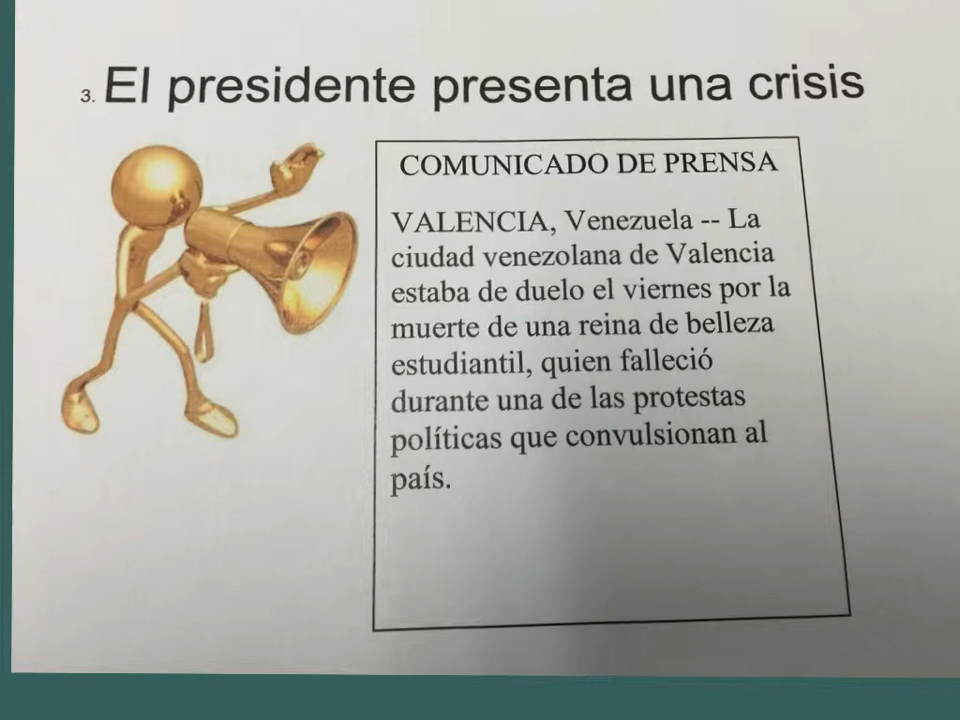 3. El presidente presenta una crisis
COMUNICADO DE PRENSA
VALENCIA, Venezuela -- La
ciudad venezolana de Valencia
estaba de duelo el viernes por la
muerte de una reina de belleza
estudiantil, quien falleció
durante una de las protestas
políticas que convulsionan al
país.